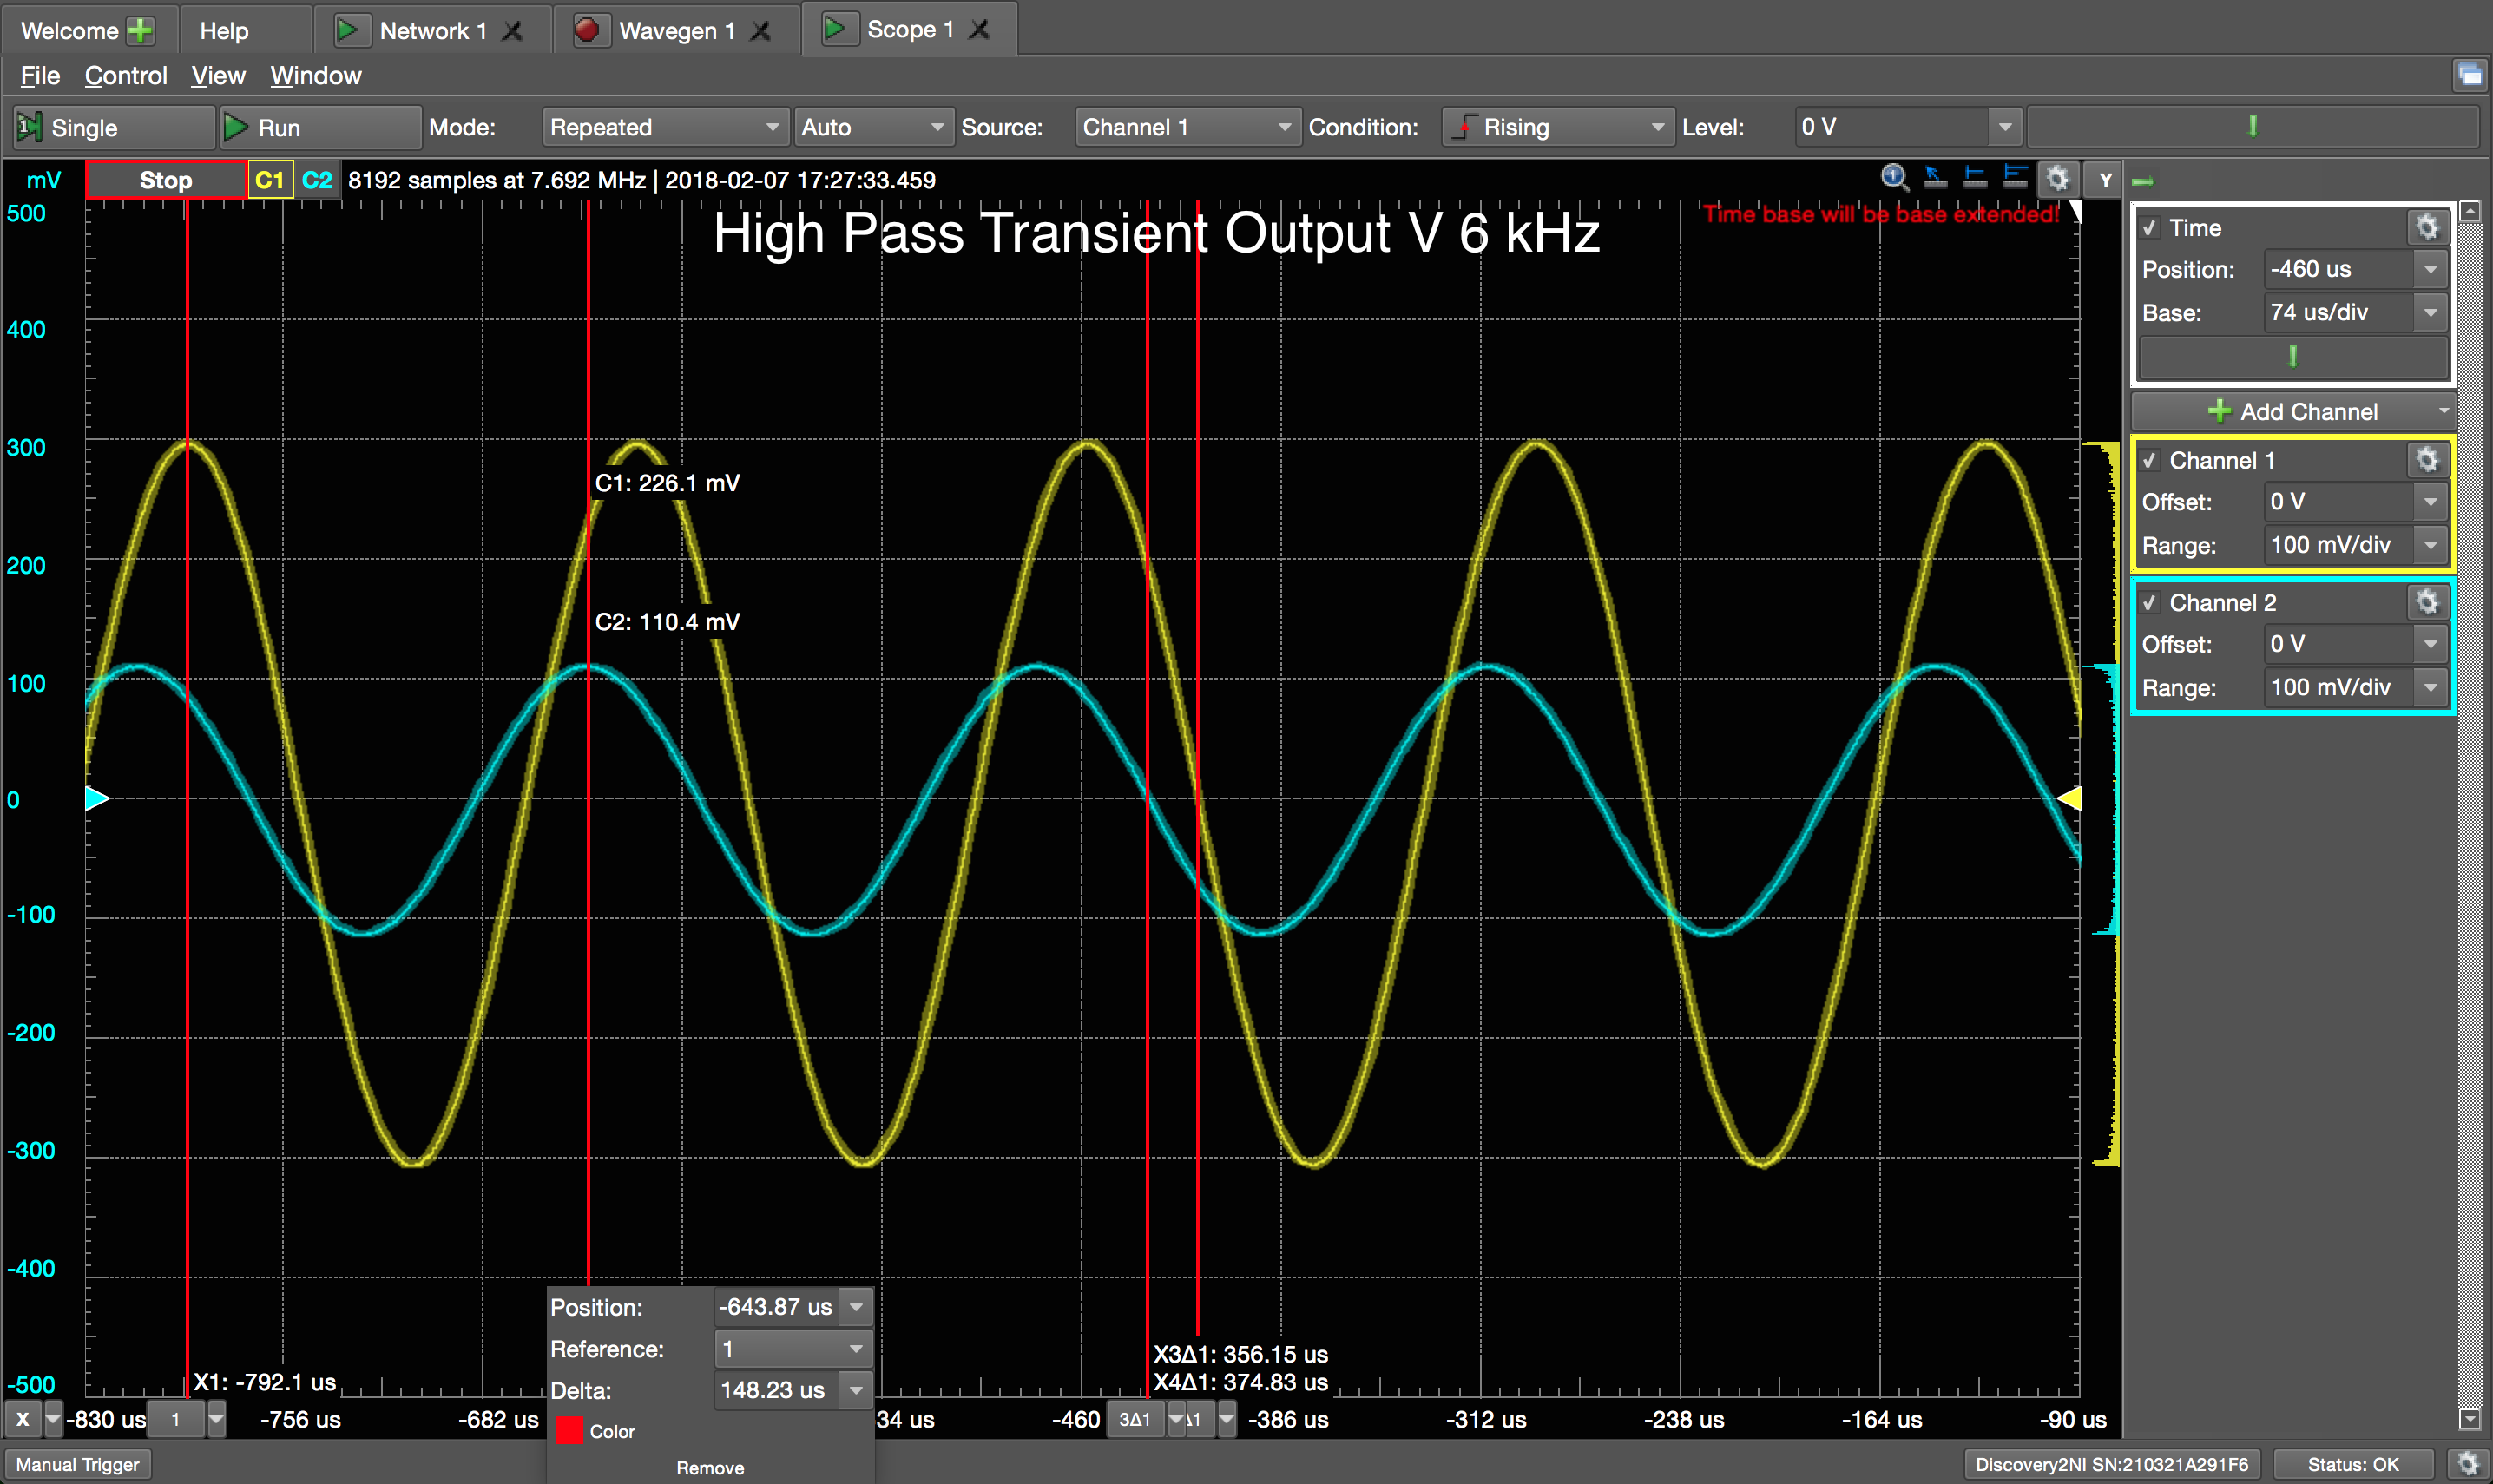 Welcome Help Network 1 Wavegen 1 Scope 1
File Control View Window
Single Run Mode: Repeated Auto Source: Channel 1 Condition: Rising Level: 0 V
mV Stop C1 C2 8192 samples at 7.692 MHz | 2018-02-07 17:27:33.459 Y
High Pass Transient Output V 6 kHz
Time base will be base extended!
500
400
300
200
100
0
-100
-200
-300
-400
-500
C1: 226.1 mV
C2: 110.4 mV
X1: -792.1 us
X3Δ1: 356.15 us
X4Δ1: 374.83 us
Position: -643.87 us
Reference: 1
Delta: 148.23 us
Color
Remove
X -830 us 1 -756 us -682 us 34 us -460 3Δ1 Δ1 -386 us -312 us -238 us -164 us -90 us
Time
Position: -460 us
Base: 74 us/div
Add Channel
Channel 1
Offset: 0 V
Range: 100 mV/div
Channel 2
Offset: 0 V
Range: 100 mV/div
Manual Trigger Discovery2NI SN:210321A291F6 Status: OK